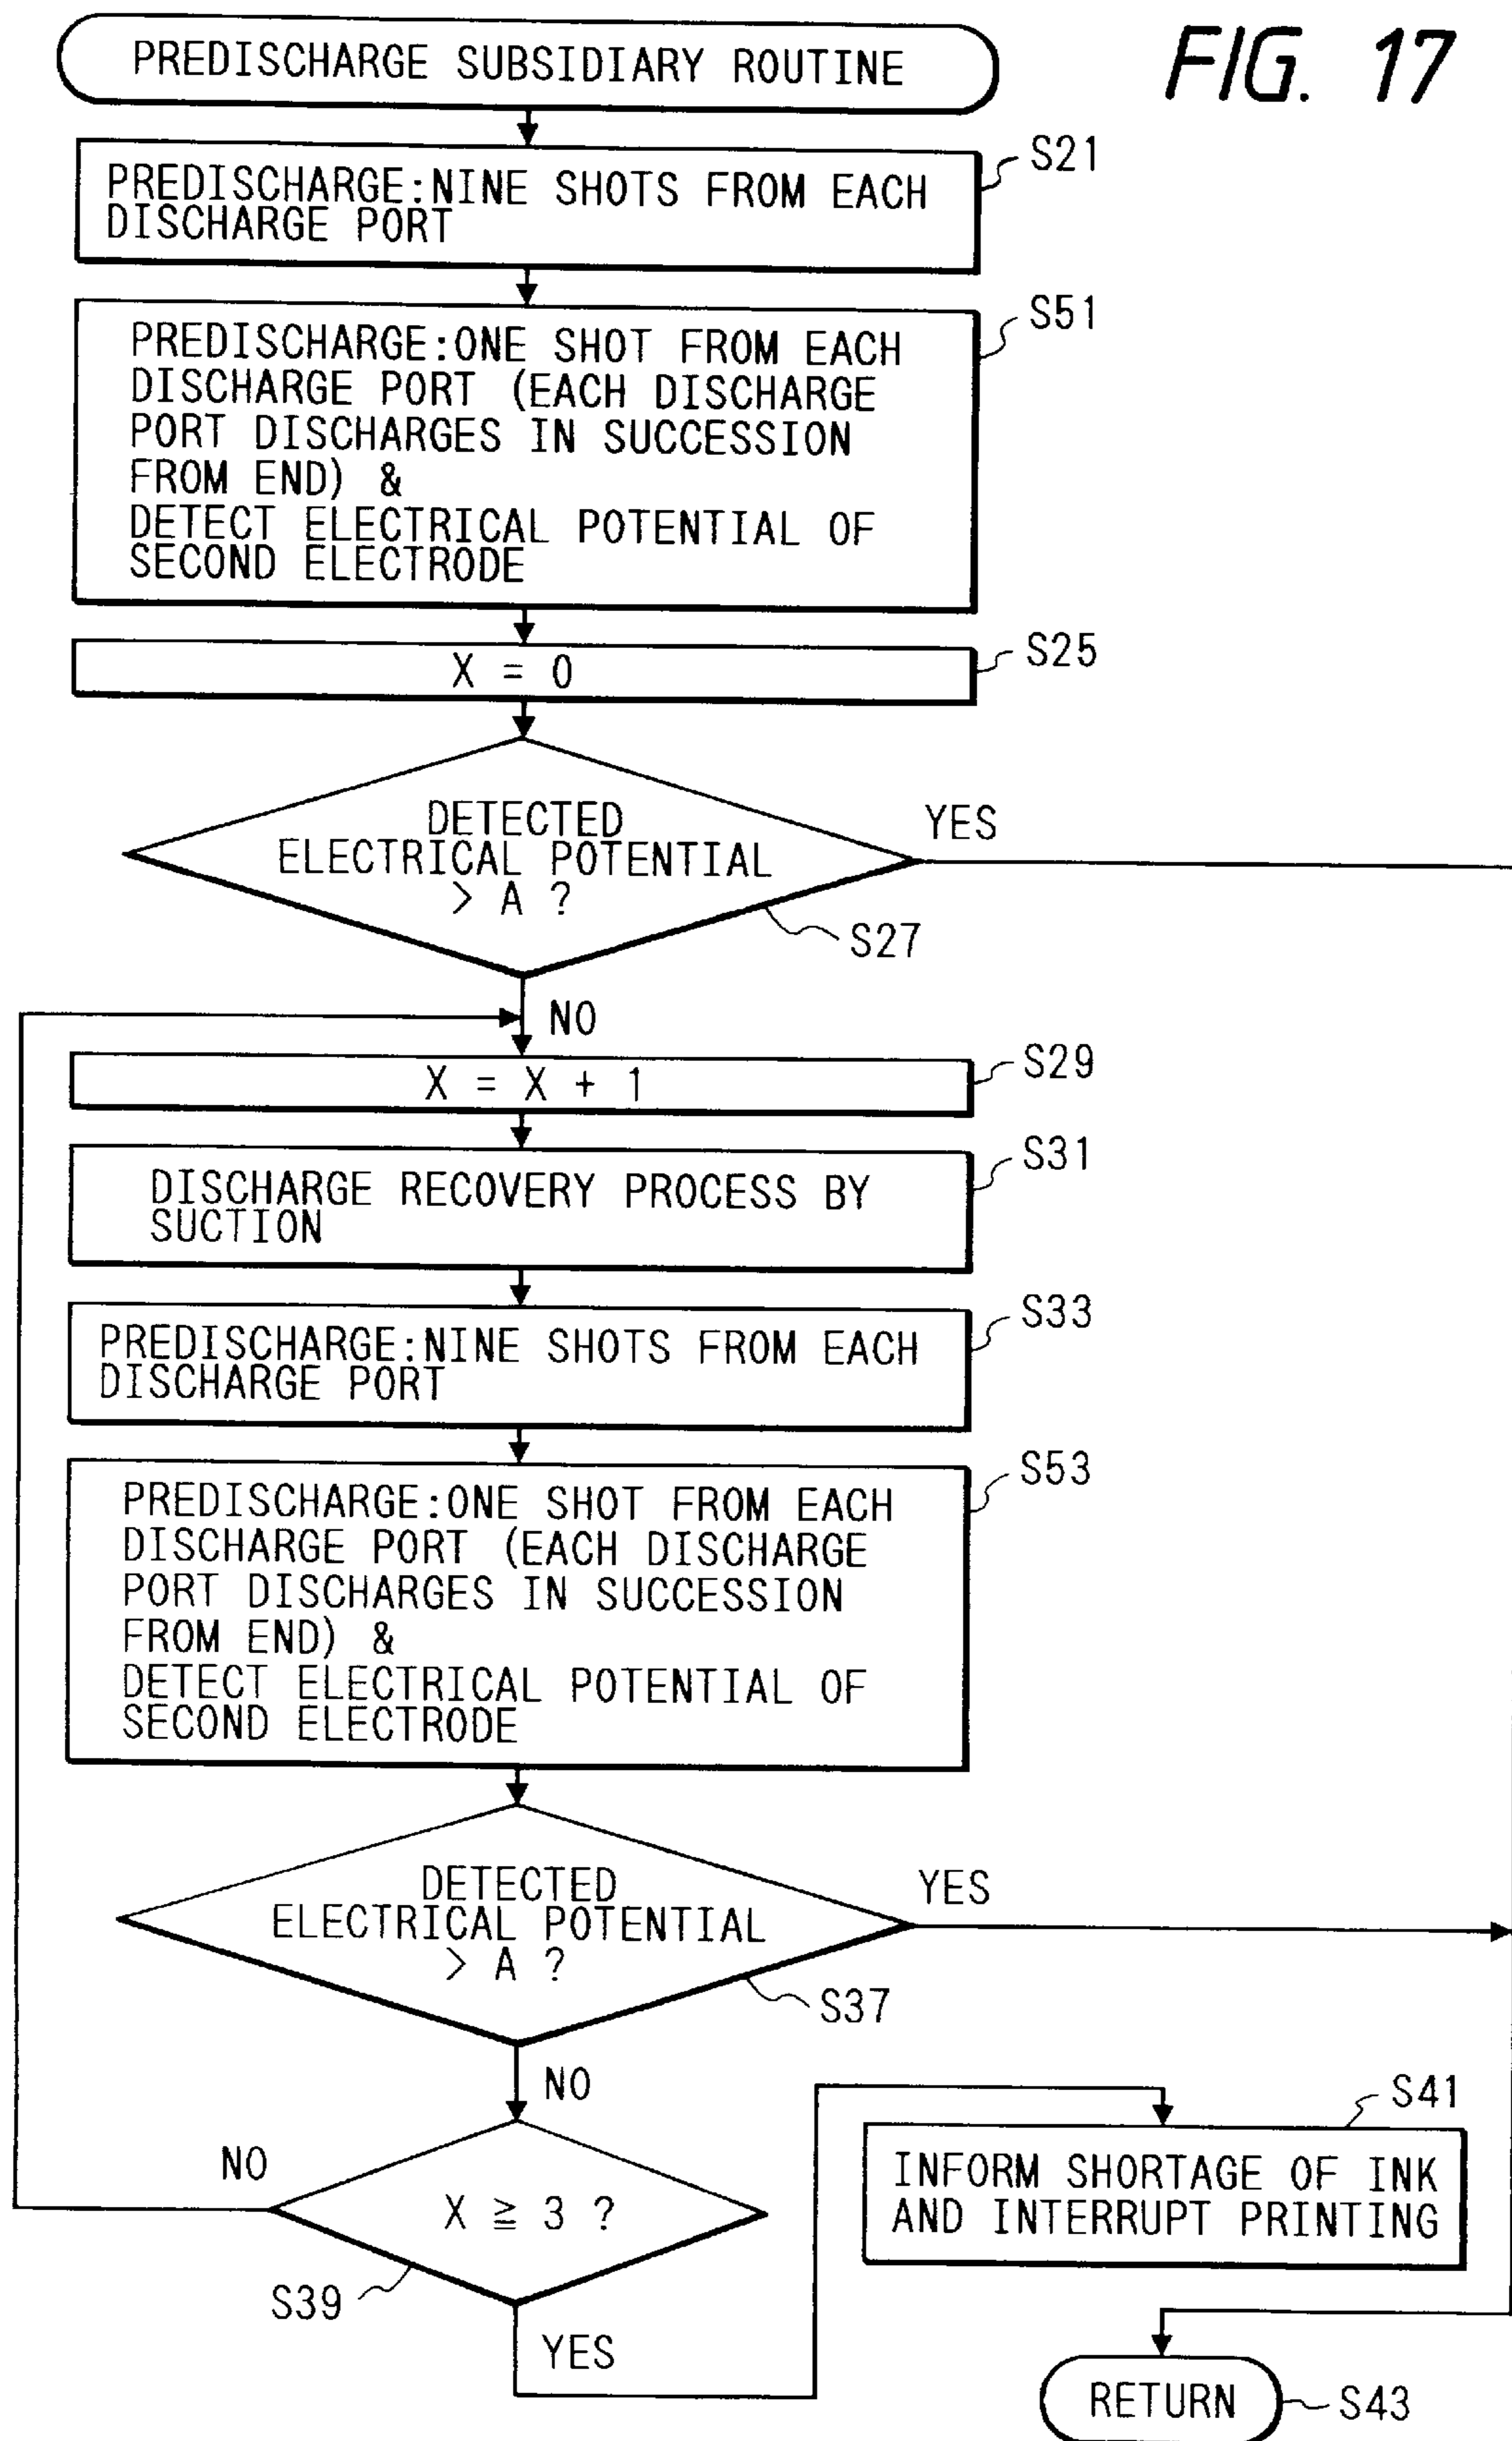 FIG. 17
PREDISCHARGE SUBSIDIARY ROUTINE
S21
PREDISCHARGE:NINE SHOTS FROM EACH
DISCHARGE PORT
S51
PREDISCHARGE:ONE SHOT FROM EACH
DISCHARGE PORT (EACH DISCHARGE
PORT DISCHARGES IN SUCCESSION
FROM END) &
DETECT ELECTRICAL POTENTIAL OF
SECOND ELECTRODE
S25
X = 0
DETECTED
ELECTRICAL POTENTIAL
> A ?
YES
S27
NO
S29
X = X + 1
S31
DISCHARGE RECOVERY PROCESS BY
SUCTION
S33
PREDISCHARGE:NINE SHOTS FROM EACH
DISCHARGE PORT
S53
PREDISCHARGE:ONE SHOT FROM EACH
DISCHARGE PORT (EACH DISCHARGE
PORT DISCHARGES IN SUCCESSION
FROM END) &
DETECT ELECTRICAL POTENTIAL OF
SECOND ELECTRODE
DETECTED
ELECTRICAL POTENTIAL
> A ?
YES
S37
NO
NO
X ≧ 3 ?
S39
YES
S41
INFORM SHORTAGE OF INK
AND INTERRUPT PRINTING
RETURN
S43